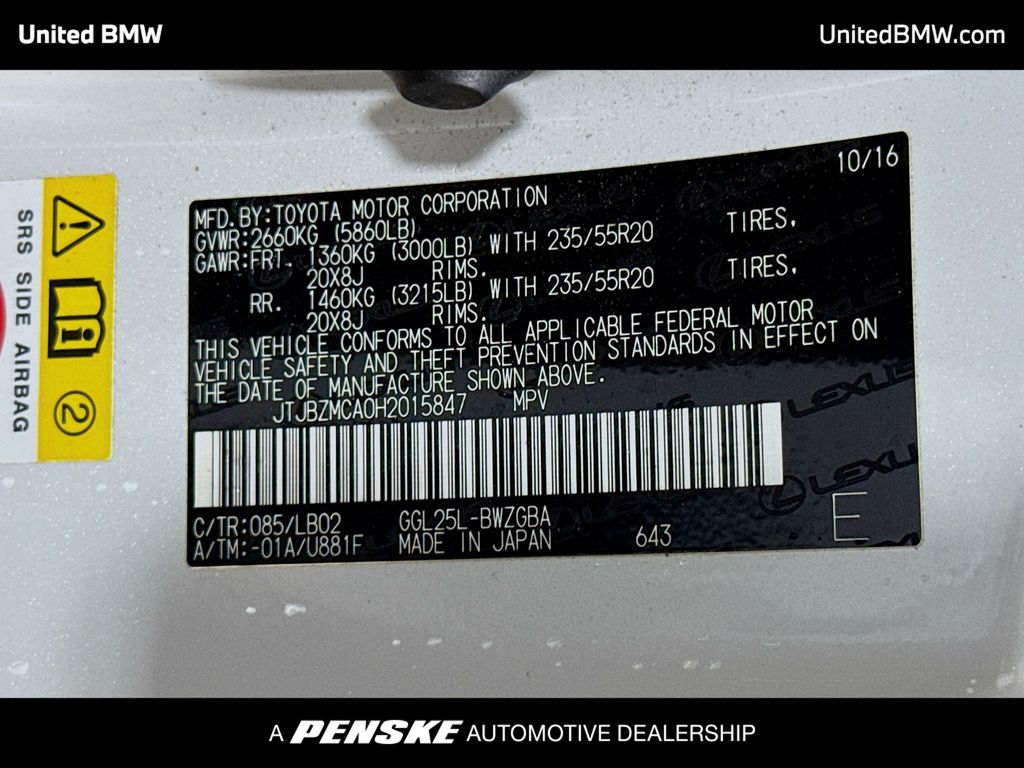 United BMW
UnitedBMW.com
10/16
MFD.BY:TOYOTA MOTOR CORPORATION
GVWR:2660KG (5860LB)
GAWR:FRT. 1360KG (3000LB) WITH 235/55R20 TIRES,
20X8J RIMS.
RR. 1460KG (3215LB) WITH 235/55R20 TIRES,
20X8J RIMS.
THIS VEHICLE CONFORMS TO ALL APPLICABLE FEDERAL MOTOR
VEHICLE SAFETY AND THEFT PREVENTION STANDARDS IN EFFECT ON
THE DATE OF MANUFACTURE SHOWN ABOVE.
JTJBZMCA0H2015847 MPV
C/TR:085/LB02 GGL25L-BWZGBA
A/TM:-01A/U881F MADE IN JAPAN 643
E
LEXUS
LEXUS
LEXUS
SRS SIDE AIRBAG
2
A PENSKE AUTOMOTIVE DEALERSHIP